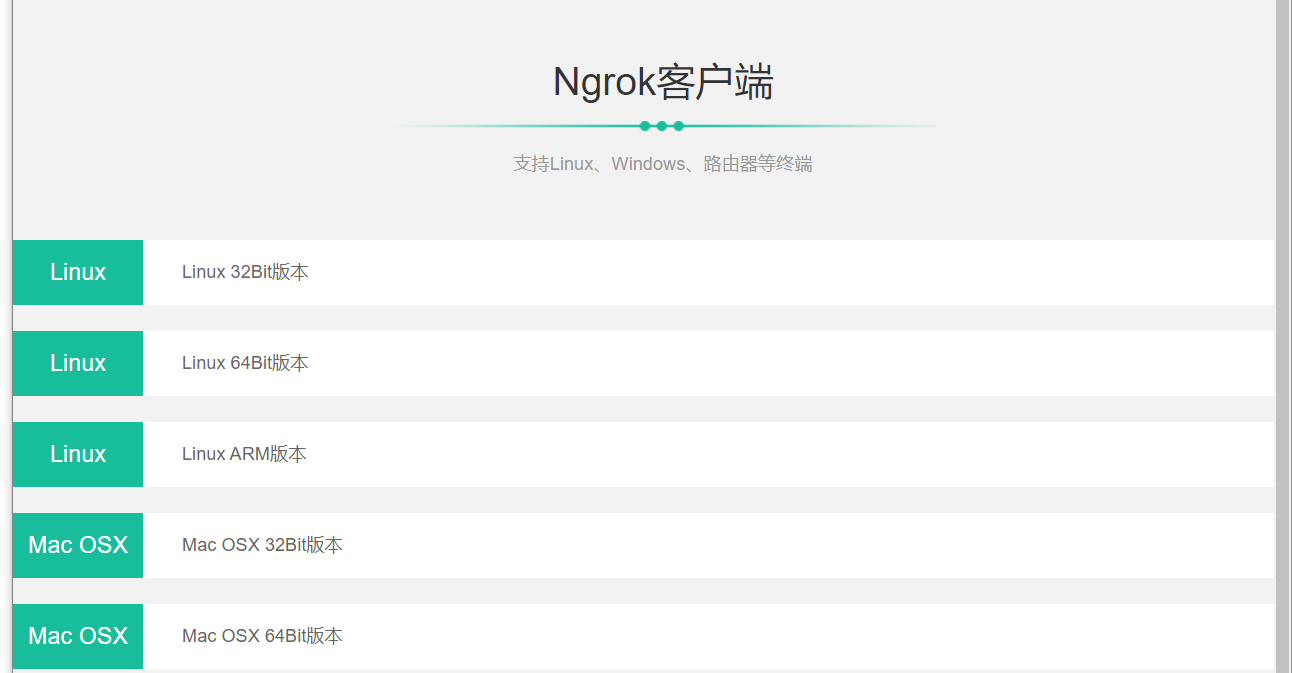 Ngrok客户端
支持Linux、Windows、路由器等终端
Linux
Linux 32Bit版本
Linux
Linux 64Bit版本
Linux
Linux ARM版本
Mac OSX
Mac OSX 32Bit版本
Mac OSX
Mac OSX 64Bit版本